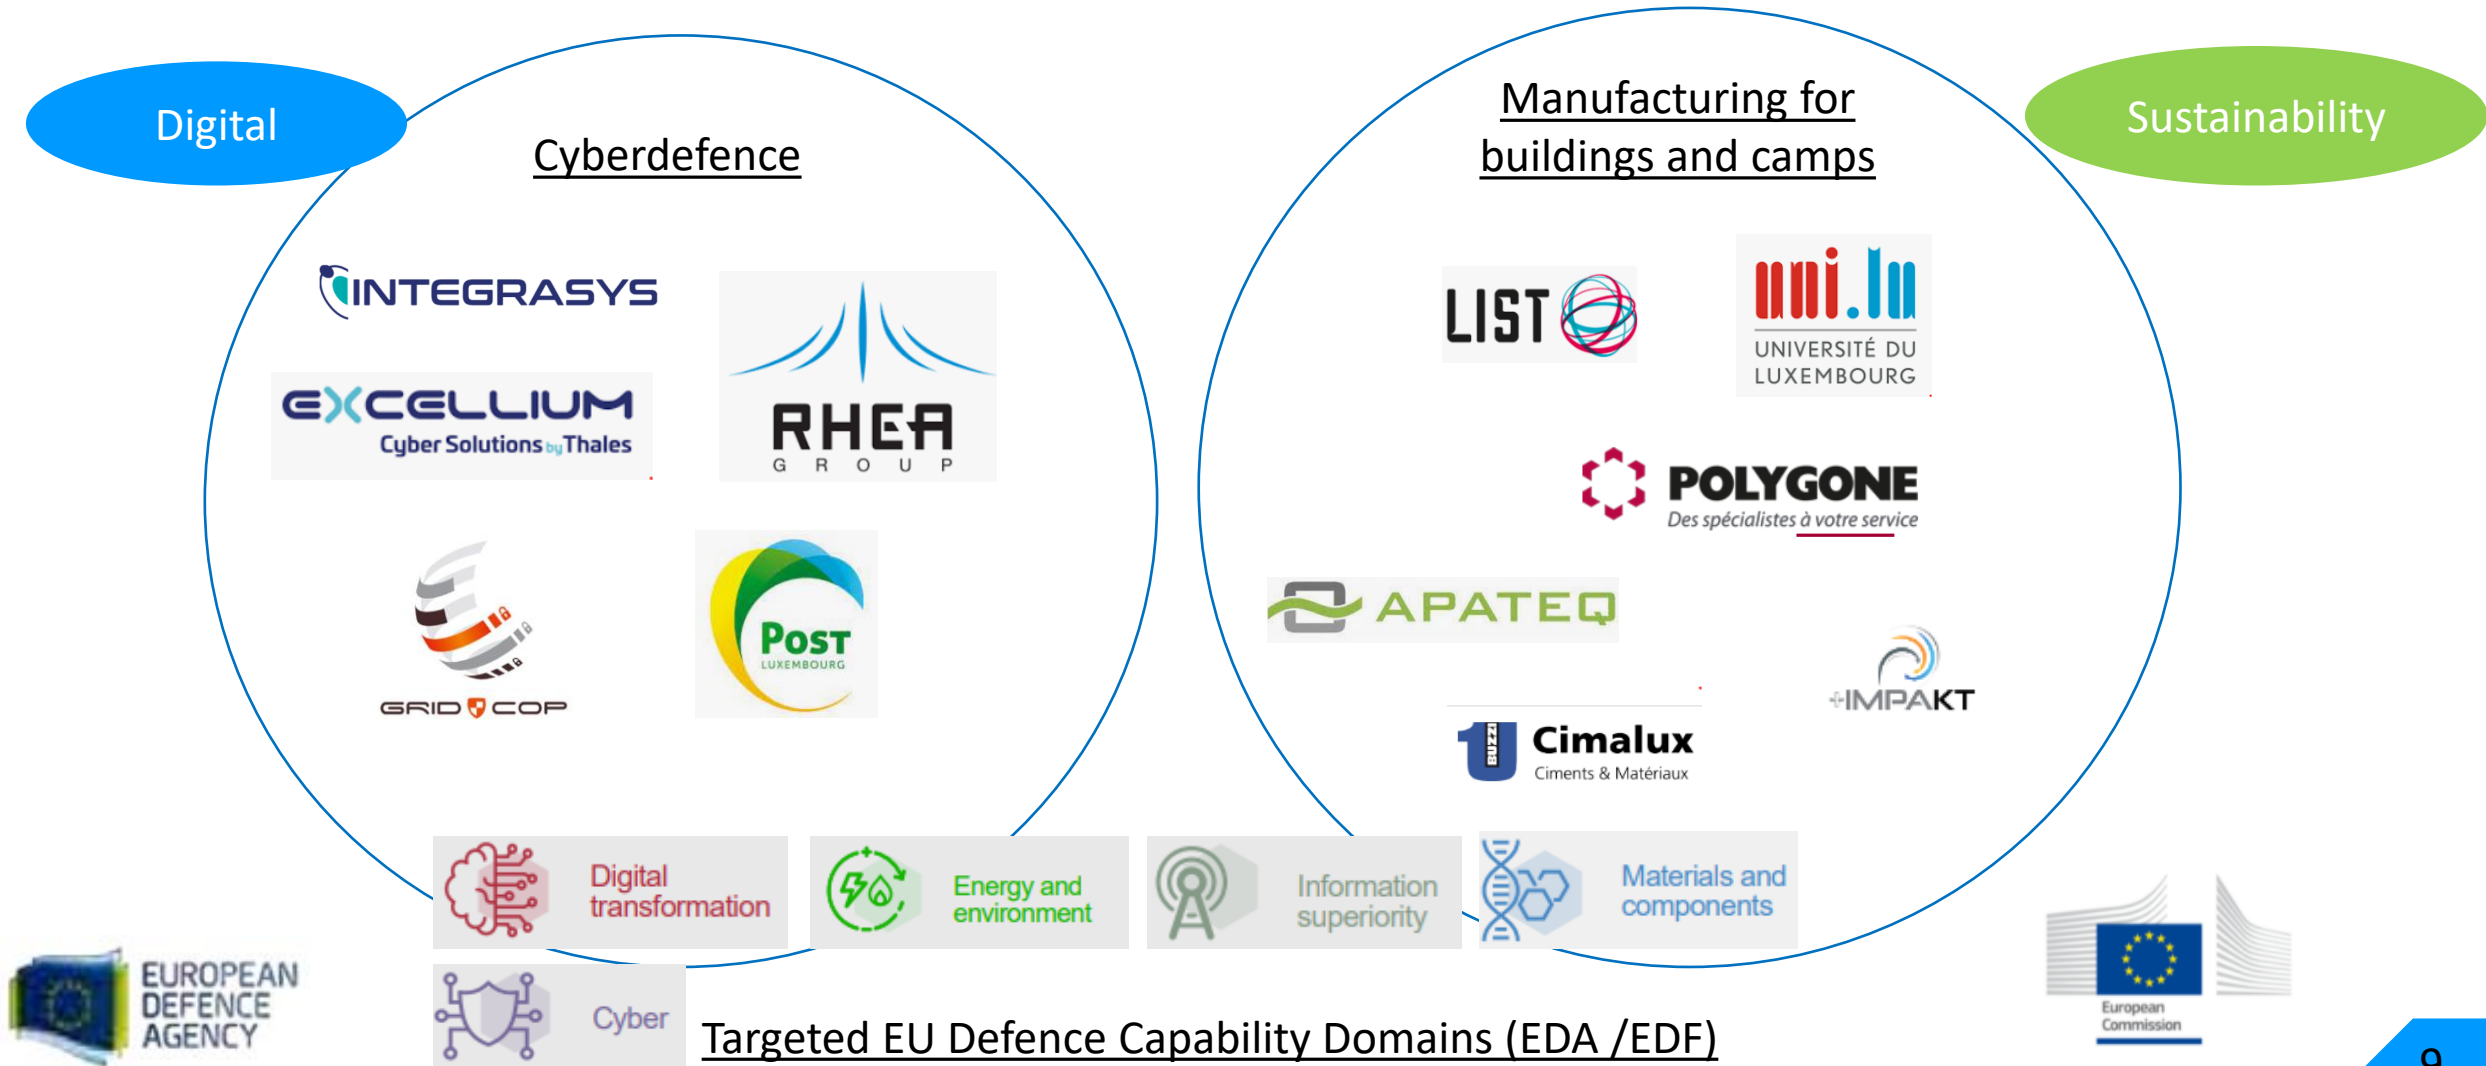 Digital
Cyberdefence
Manufacturing for
buildings and camps
Sustainability
INTEGRASYS
EXCELLIUM
Cyber Solutions by Thales
RHEA
GROUP
GRID COP
POST
LUXEMBOURG
LIST
uni.lu
UNIVERSITÉ DU
LUXEMBOURG
POLYGONE
Des spécialistes à votre service
APATEQ
+IMPAKT
BUZZI
Cimalux
Ciments & Matériaux
Digital
transformation
Energy and
environment
Information
superiority
Materials and
components
Cyber
EUROPEAN
DEFENCE
AGENCY
Targeted EU Defence Capability Domains (EDA /EDF)
European
Commission
9